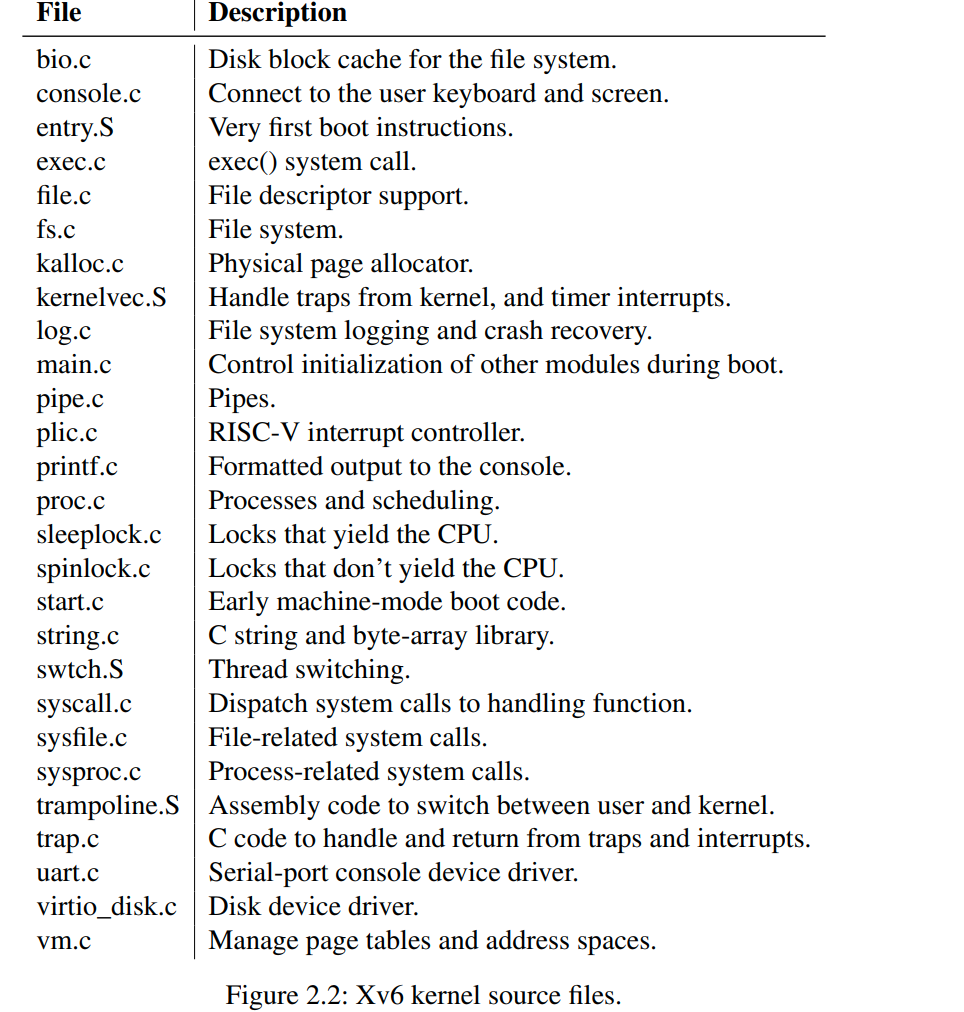 File Description
bio.c Disk block cache for the file system.
console.c Connect to the user keyboard and screen.
entry.S Very first boot instructions.
exec.c exec() system call.
file.c File descriptor support.
fs.c File system.
kalloc.c Physical page allocator.
kernelvec.S Handle traps from kernel, and timer interrupts.
log.c File system logging and crash recovery.
main.c Control initialization of other modules during boot.
pipe.c Pipes.
plic.c RISC-V interrupt controller.
printf.c Formatted output to the console.
proc.c Processes and scheduling.
sleeplock.c Locks that yield the CPU.
spinlock.c Locks that don’t yield the CPU.
start.c Early machine-mode boot code.
string.c C string and byte-array library.
swtch.S Thread switching.
syscall.c Dispatch system calls to handling function.
sysfile.c File-related system calls.
sysproc.c Process-related system calls.
trampoline.S Assembly code to switch between user and kernel.
trap.c C code to handle and return from traps and interrupts.
uart.c Serial-port console device driver.
virtio_disk.c Disk device driver.
vm.c Manage page tables and address spaces.
Figure 2.2: Xv6 kernel source files.